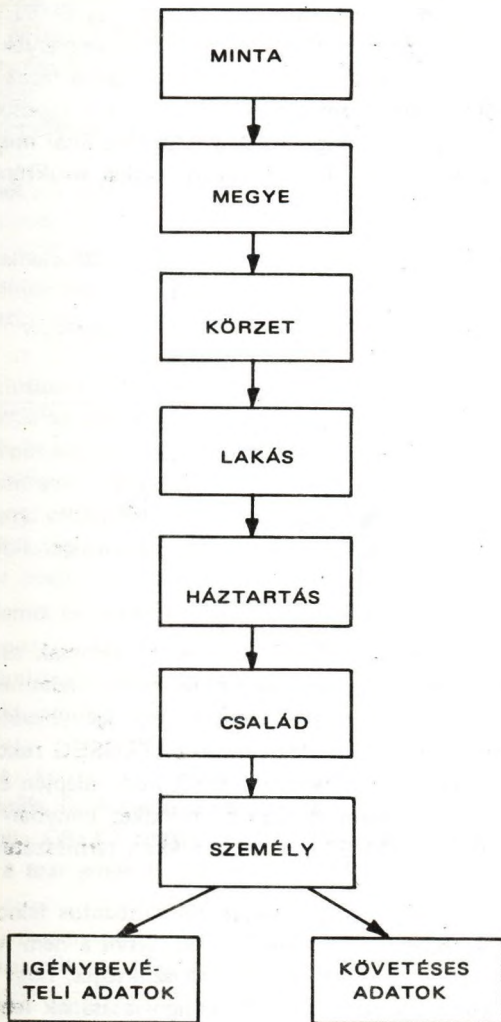 MINTA
MEGYE
KÖRZET
LAKÁS
HÁZTARTÁS
CSALÁD
SZEMÉLY
IGÉNYBEVÉ-
TELI ADATOK
KÖVETÉSES
ADATOK